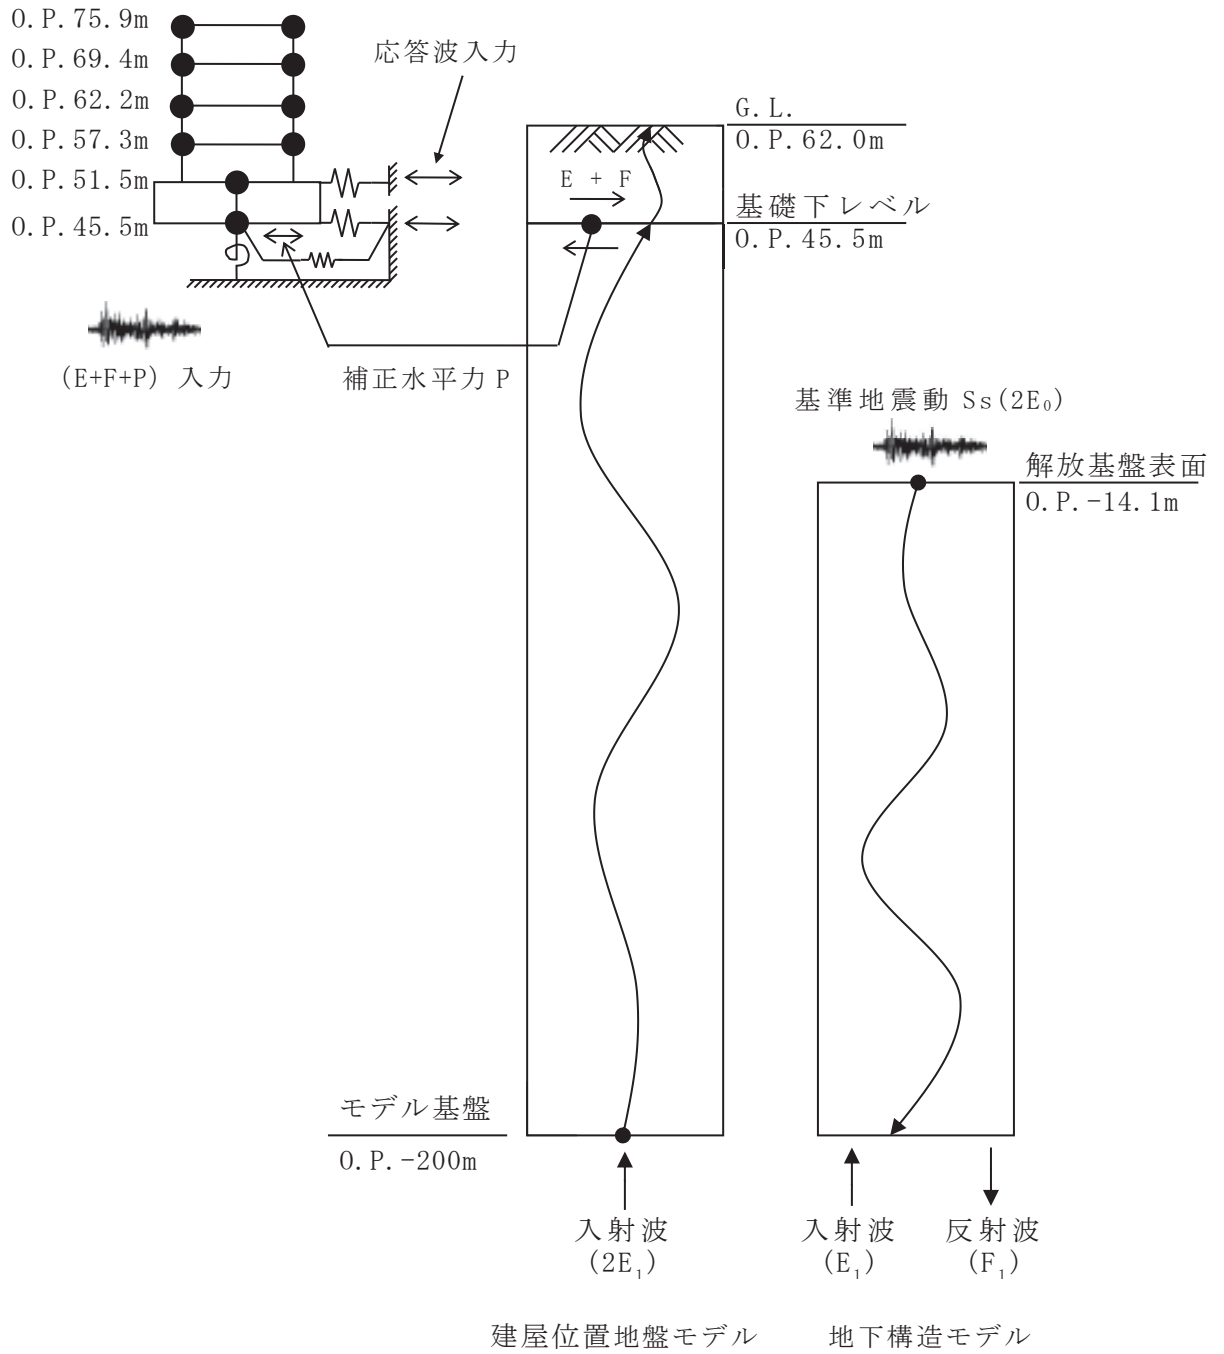 O.P.75.9m
O.P.69.4m
O.P.62.2m
O.P.57.3m
O.P.51.5m
O.P.45.5m
応答波入力
(E+F+P) 入力
補正水平力 P
G.L.
O.P.62.0m
E + F
基礎下レベル
O.P.45.5m
基準地震動 Ss(2E₀)
解放基盤表面
O.P.-14.1m
モデル基盤
O.P.-200m
入射波
(2E₁)
入射波
(E₁)
反射波
(F₁)
建屋位置地盤モデル
地下構造モデル